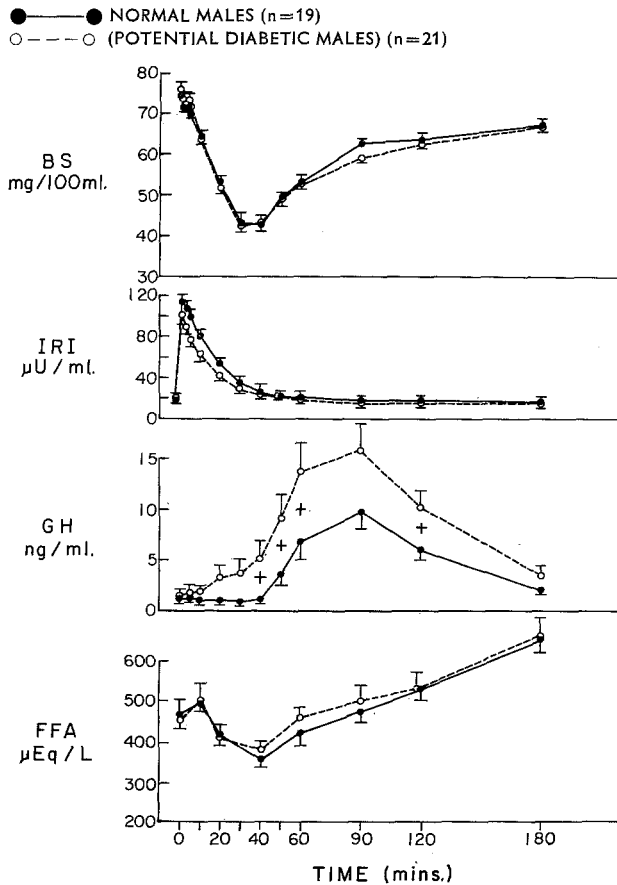 ●——● NORMAL MALES (n=19)
○– – –○ (POTENTIAL DIABETIC MALES) (n=21)
80
70
60
50
40
30
BS
mg/100ml.
120
80
40
20
0
IRI
µU/ml.
15
10
5
0
GH
ng/ml.
+ + + +
600
500
400
300
200
FFA
µEq/L
0 20 40 60 90 120 180
TIME (mins.)